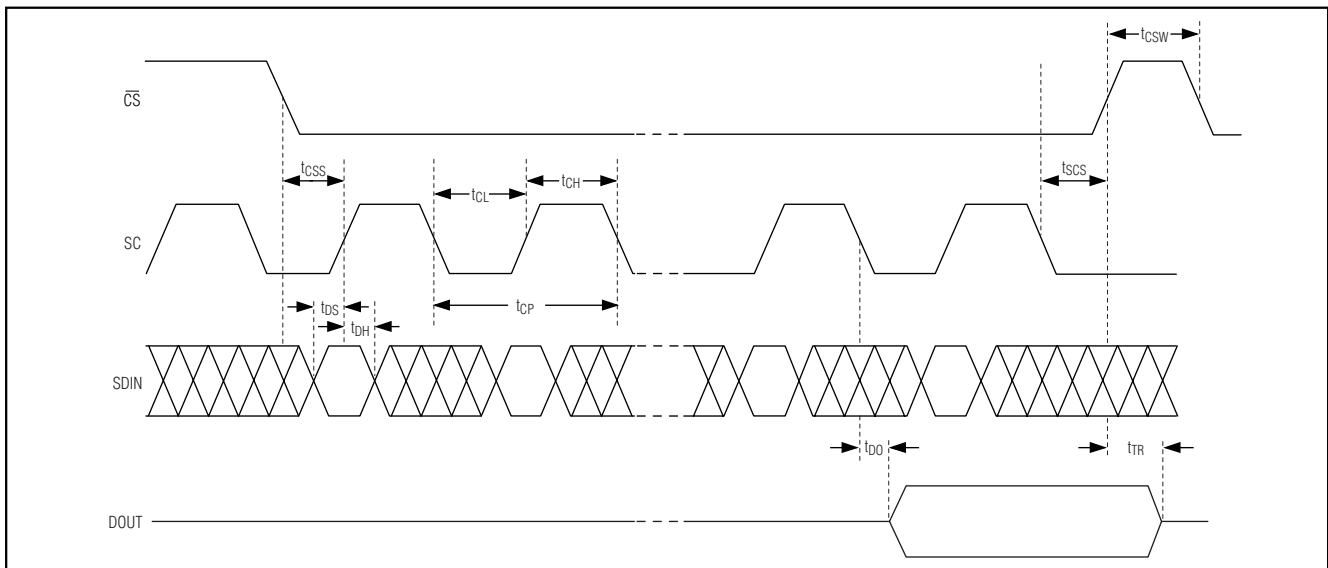 tCSW
CS
tCSS
tCL
tCH
tSCS
SC
tDS
tDH
tCP
SDIN
tDO
tTR
DOUT